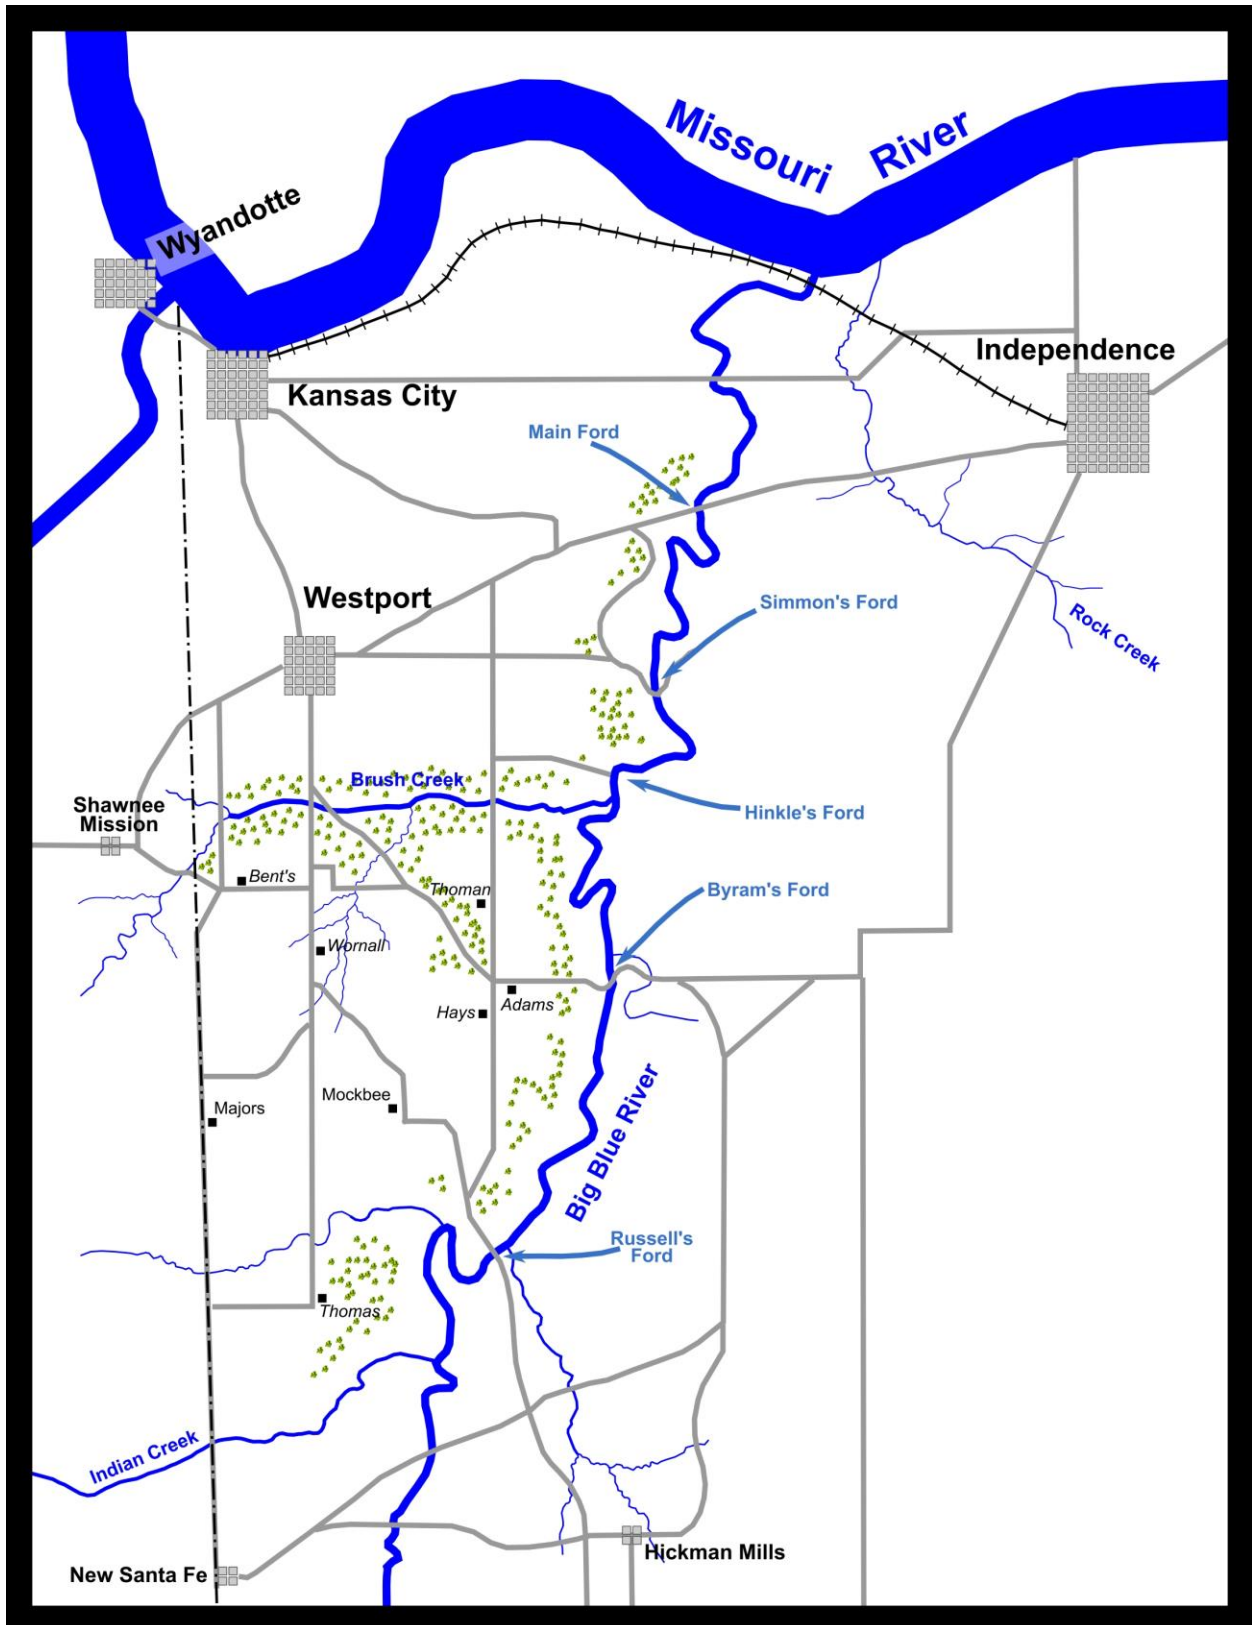 Missouri River
Wyandotte
Independence
Kansas City
Main Ford
Westport
Simmon's Ford
Rock Creek
Brush Creek
Shawnee
Mission
Hinkle's Ford
Bent's
Thoman
Byram's Ford
Wornall
Hays
Adams
Mockbee
Majors
Big Blue River
Russell's
Ford
Thomas
Indian Creek
New Santa Fe
Hickman Mills